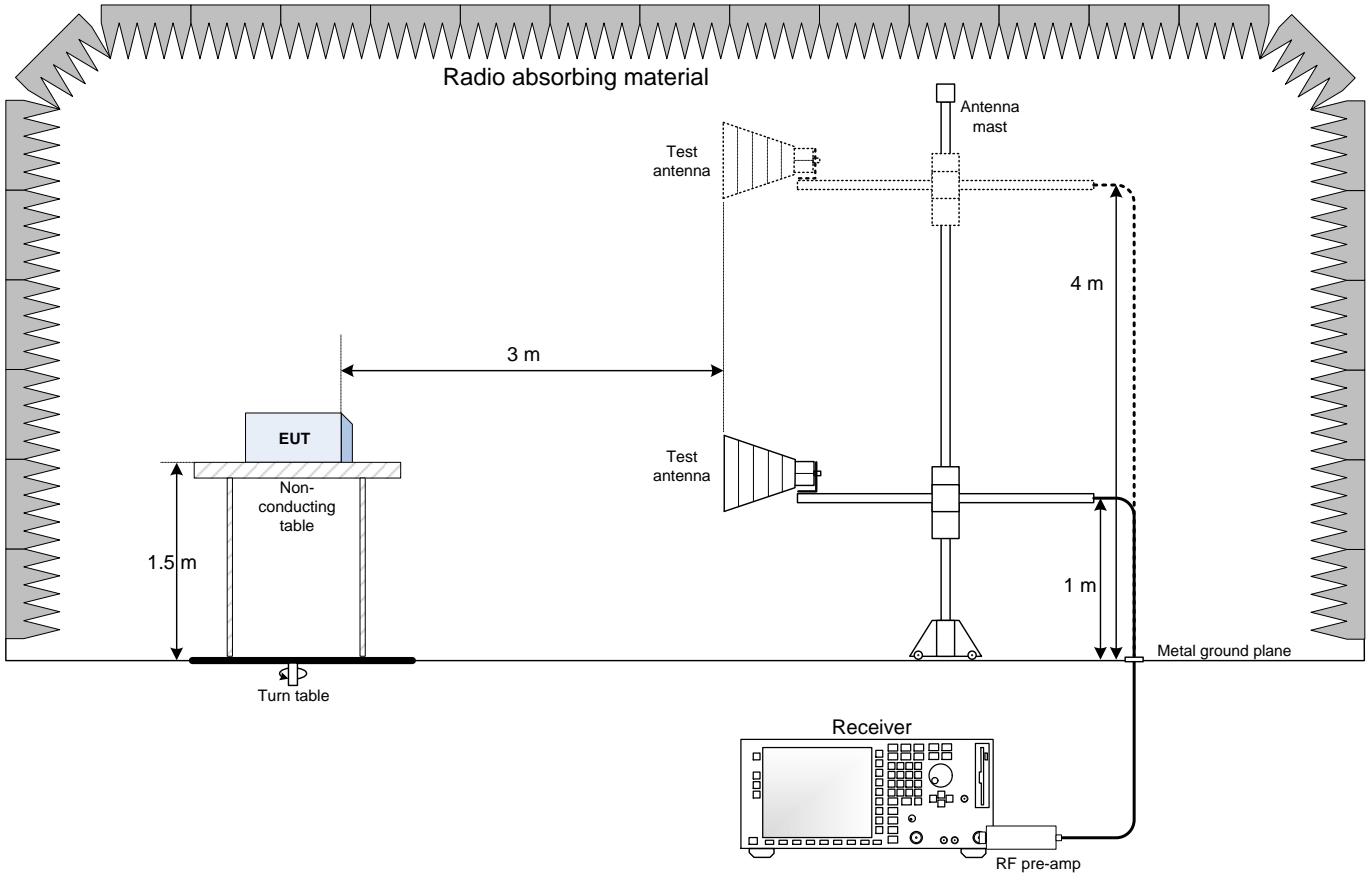 Radio absorbing material
Antenna
mast
Test
antenna
4 m
3 m
EUT
Test
antenna
Non-
conducting
table
1.5 m
1 m
Metal ground plane
Turn table
Receiver
RF pre-amp